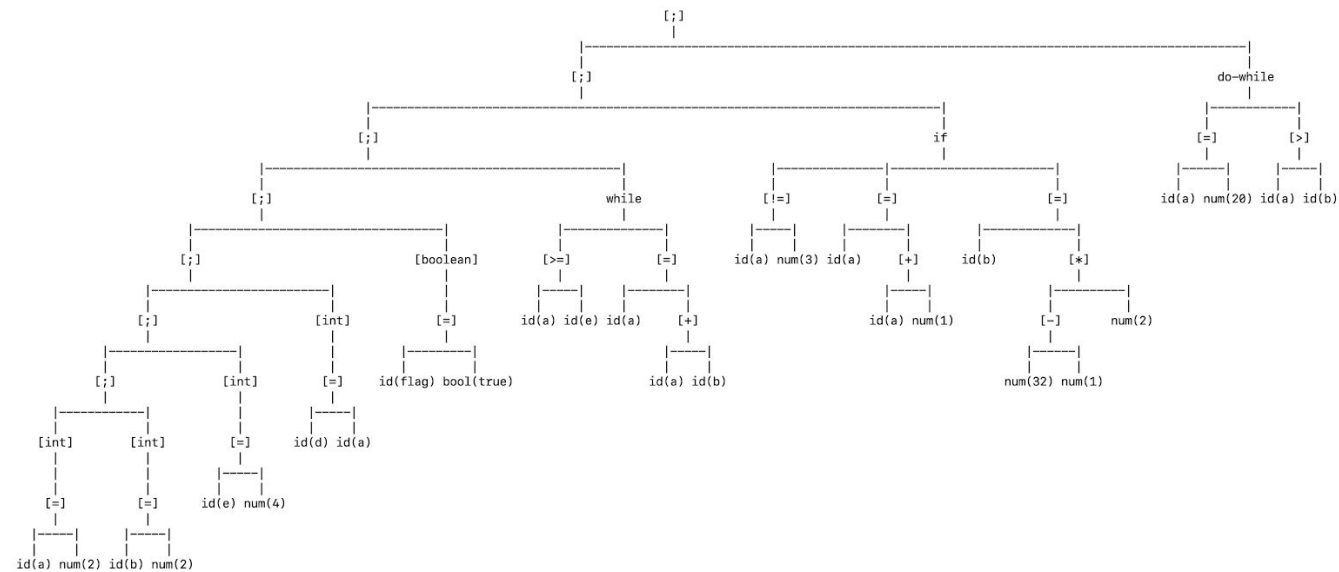 [;]
[;] do-while
[;] if [=] [>]
[;] while [!=] [=] [=] id(a) num(20) id(a) id(b)
[;] [boolean] [>=] [=] id(a) num(3) id(a) [+] id(b) [*]
[;] [int] [=] id(a) id(e) id(a) [+] id(a) num(1) [-] num(2)
[;] [int] [=] id(flag) bool(true) id(a) id(b) num(32) num(1)
[int] [int] [=] id(d) id(a)
[=] [=] id(e) num(4)
id(a) num(2) id(b) num(2)